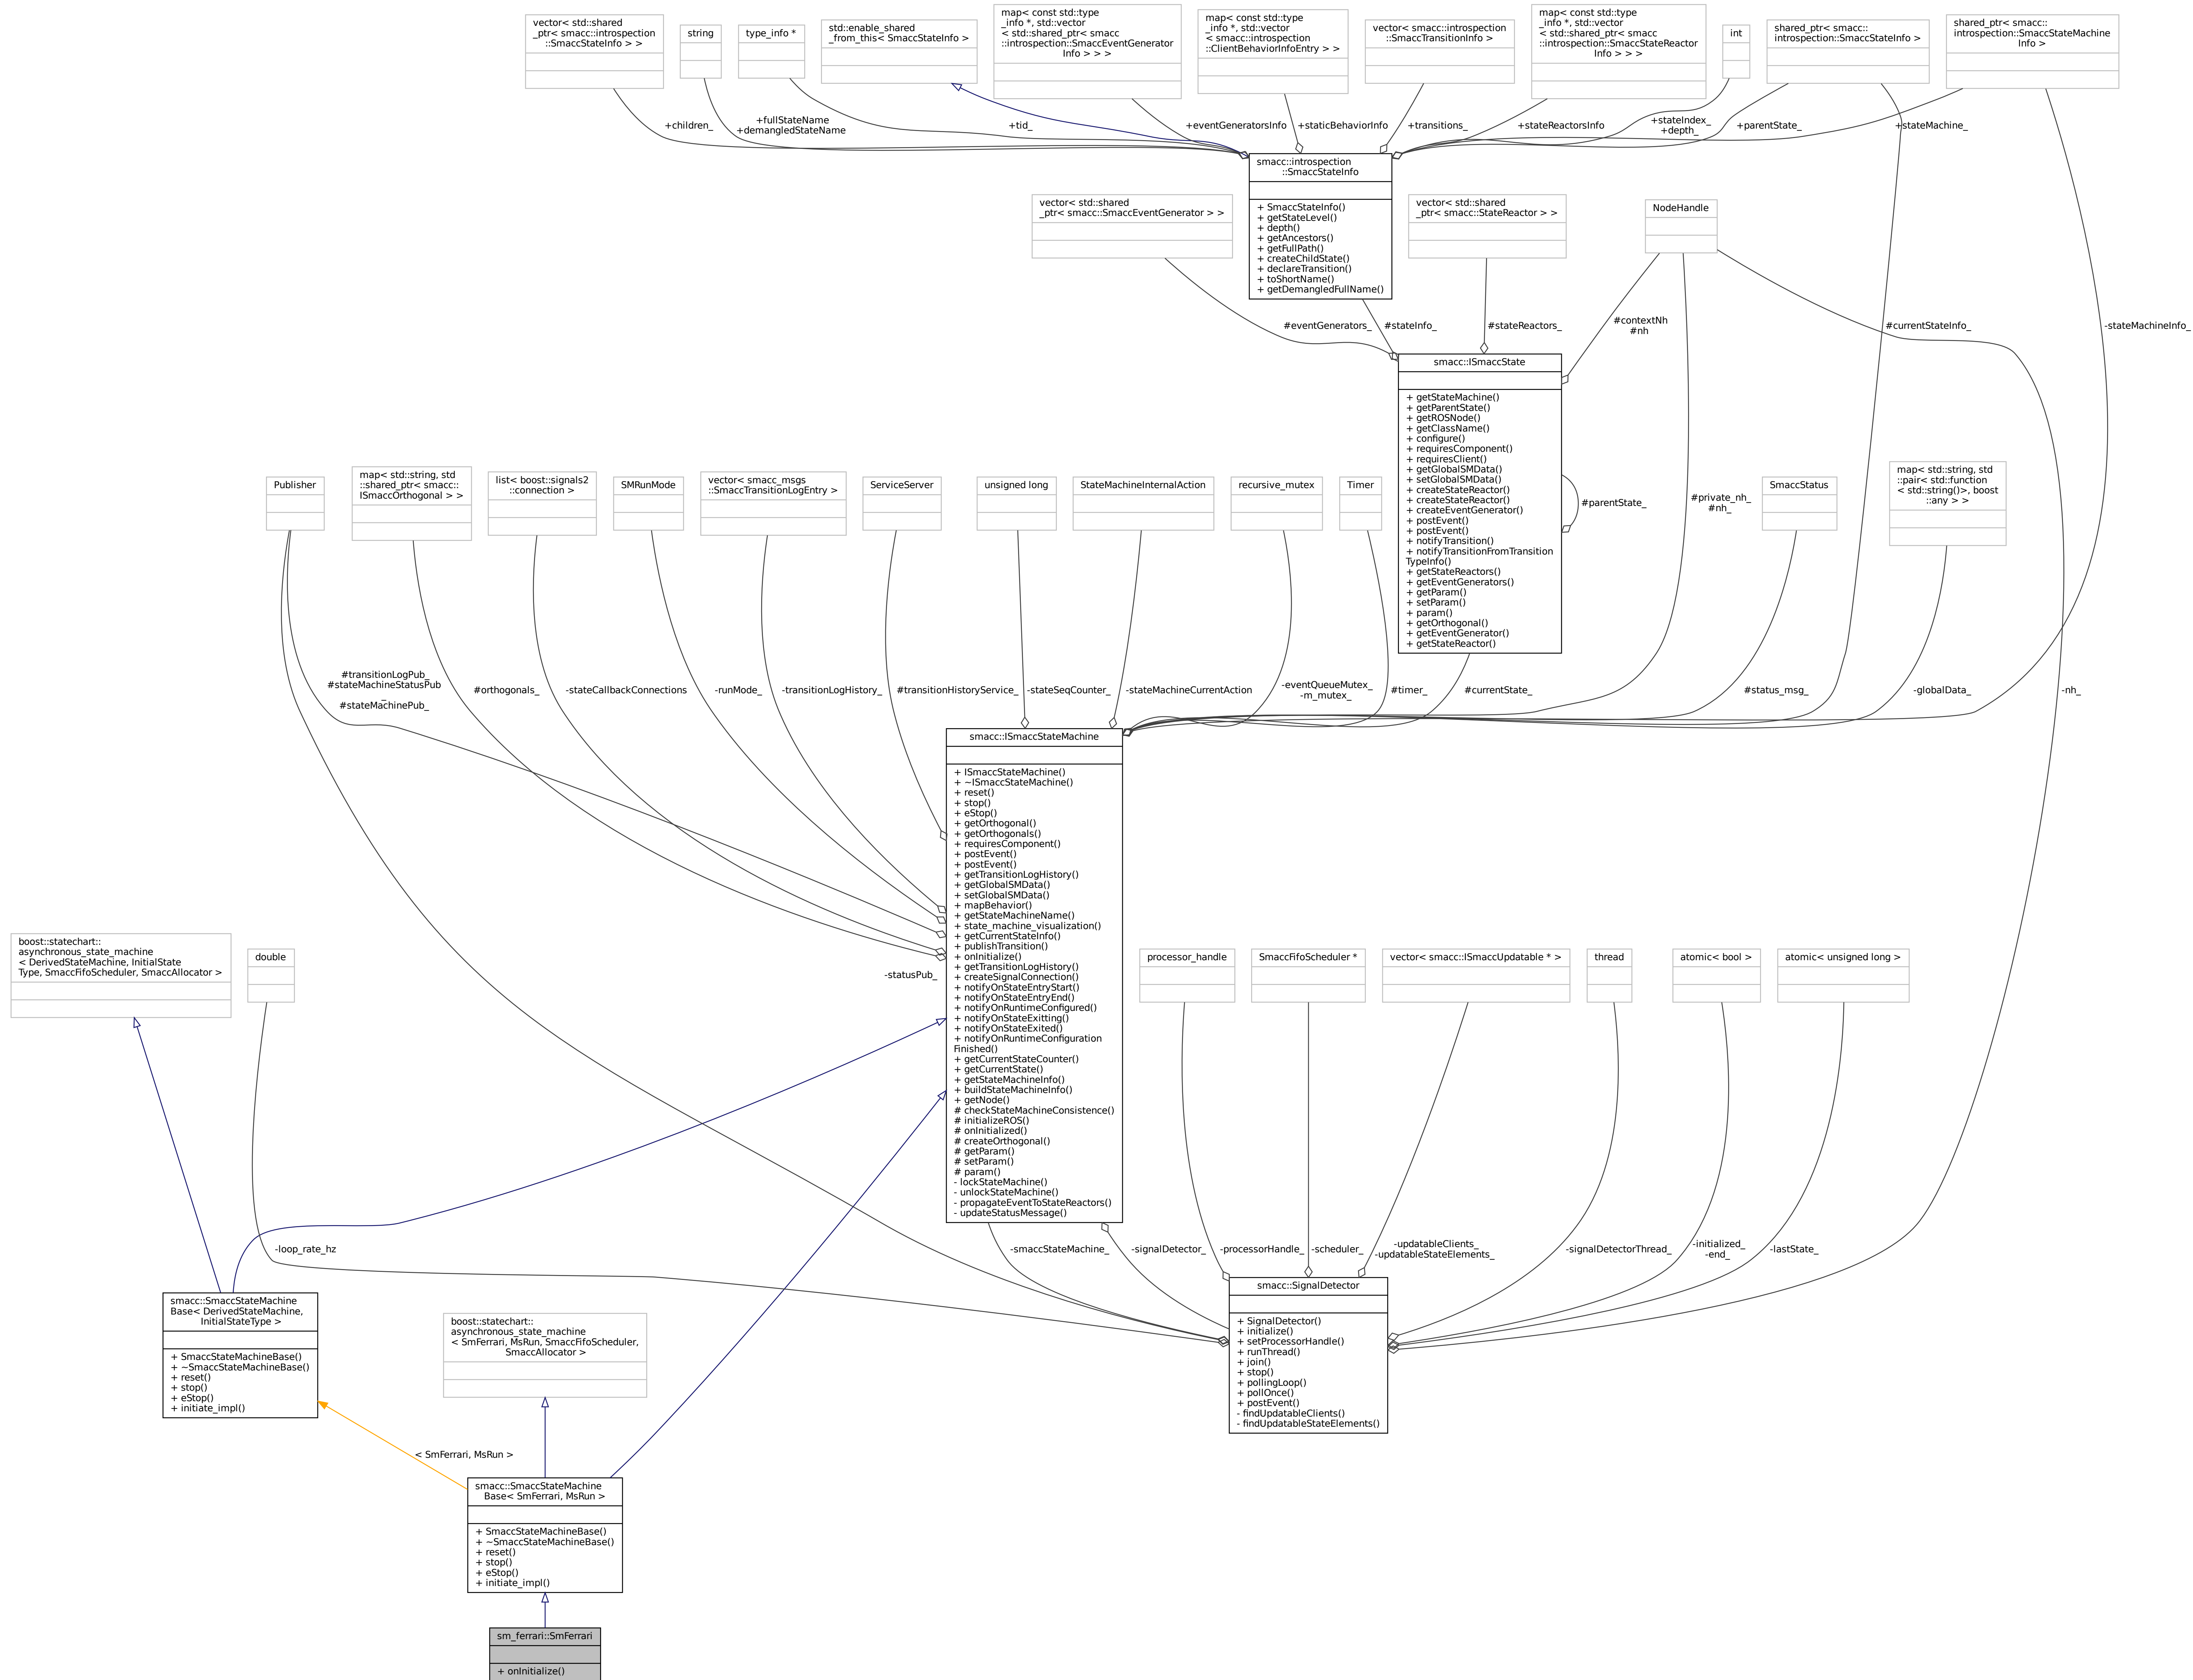 vector< std::shared
_ptr< smacc::introspection
::SmaccStateInfo > >
string
type_info *
std::enable_shared
_from_this< SmaccStateInfo >
map< const std::type
_info *, std::vector
< std::shared_ptr< smacc
::introspection::SmaccEventGenerator
Info > > >
map< const std::type
_info *, std::vector
< smacc::introspection
::ClientBehaviorInfoEntry > >
vector< smacc::introspection
::SmaccTransitionInfo >
map< const std::type
_info *, std::vector
< std::shared_ptr< smacc
::introspection::SmaccStateReactor
Info > > >
int
shared_ptr< smacc::
introspection::SmaccStateInfo >
shared_ptr< smacc::
introspection::SmaccStateMachine
Info >
+children_
+fullStateName
+demangledStateName
+tid_
+eventGeneratorsInfo
+staticBehaviorInfo
+transitions_
+stateReactorsInfo
+stateIndex_
+depth_
+parentState_
+stateMachine_
smacc::introspection
::SmaccStateInfo
+ SmaccStateInfo()
+ getStateLevel()
+ depth()
+ getAncestors()
+ getFullPath()
+ createChildState()
+ declareTransition()
+ toShortName()
+ getDemangledFullName()
vector< std::shared
_ptr< smacc::SmaccEventGenerator > >
vector< std::shared
_ptr< smacc::StateReactor > >
NodeHandle
#eventGenerators_
#stateInfo_
#stateReactors_
#contextNh
#nh
#currentStateInfo_
-stateMachineInfo_
smacc::ISmaccState
+ getStateMachine()
+ getParentState()
+ getROSNode()
+ getClassName()
+ configure()
+ requiresComponent()
+ requiresClient()
+ getGlobalSMData()
+ setGlobalSMData()
+ createStateReactor()
+ createStateReactor()
+ createEventGenerator()
+ postEvent()
+ postEvent()
+ notifyTransition()
+ notifyTransitionFromTransition
TypeInfo()
+ getStateReactors()
+ getEventGenerators()
+ getParam()
+ setParam()
+ param()
+ getOrthogonal()
+ getEventGenerator()
+ getStateReactor()
#parentState_
#private_nh_
#nh_
Publisher
map< std::string, std
::shared_ptr< smacc::
ISmaccOrthogonal > >
list< boost::signals2
::connection >
SMRunMode
vector< smacc_msgs
::SmaccTransitionLogEntry >
ServiceServer
unsigned long
StateMachineInternalAction
recursive_mutex
Timer
SmaccStatus
map< std::string, std
::pair< std::function
< std::string()>, boost
::any > >
#transitionLogPub_
#stateMachineStatusPub
_
#stateMachinePub_
#orthogonals_
-stateCallbackConnections
-runMode_
-transitionLogHistory_
#transitionHistoryService_
-stateSeqCounter_
-stateMachineCurrentAction
-eventQueueMutex_
-m_mutex_
#timer_
#currentState_
#status_msg_
-globalData_
-nh_
smacc::ISmaccStateMachine
+ ISmaccStateMachine()
+ ~ISmaccStateMachine()
+ reset()
+ stop()
+ eStop()
+ getOrthogonal()
+ getOrthogonals()
+ requiresComponent()
+ postEvent()
+ postEvent()
+ getTransitionLogHistory()
+ getGlobalSMData()
+ setGlobalSMData()
+ mapBehavior()
+ getStateMachineName()
+ state_machine_visualization()
+ getCurrentStateInfo()
+ publishTransition()
+ onInitialize()
+ getTransitionLogHistory()
+ createSignalConnection()
+ notifyOnStateEntryStart()
+ notifyOnStateEntryEnd()
+ notifyOnRuntimeConfigured()
+ notifyOnStateExitting()
+ notifyOnStateExited()
+ notifyOnRuntimeConfiguration
Finished()
+ getCurrentStateCounter()
+ getCurrentState()
+ getStateMachineInfo()
+ buildStateMachineInfo()
+ getNode()
# checkStateMachineConsistence()
# initializeROS()
# onInitialized()
# createOrthogonal()
# getParam()
# setParam()
# param()
- lockStateMachine()
- unlockStateMachine()
- propagateEventToStateReactors()
- updateStatusMessage()
-statusPub_
boost::statechart::
asynchronous_state_machine
< DerivedStateMachine, InitialState
Type, SmaccFifoScheduler, SmaccAllocator >
double
processor_handle
SmaccFifoScheduler *
vector< smacc::ISmaccUpdatable * >
thread
atomic< bool >
atomic< unsigned long >
-loop_rate_hz
-smaccStateMachine_
-signalDetector_
-processorHandle_
-scheduler_
-updatableClients_
-updatableStateElements_
-signalDetectorThread_
-initialized_
-end_
-lastState_
smacc::SmaccStateMachine
Base< DerivedStateMachine,
InitialStateType >
+ SmaccStateMachineBase()
+ ~SmaccStateMachineBase()
+ reset()
+ stop()
+ eStop()
+ initiate_impl()
boost::statechart::
asynchronous_state_machine
< SmFerrari, MsRun, SmaccFifoScheduler,
SmaccAllocator >
smacc::SignalDetector
+ SignalDetector()
+ initialize()
+ setProcessorHandle()
+ runThread()
+ join()
+ stop()
+ pollingLoop()
+ pollOnce()
+ postEvent()
- findUpdatableClients()
- findUpdatableStateElements()
< SmFerrari, MsRun >
smacc::SmaccStateMachine
Base< SmFerrari, MsRun >
+ SmaccStateMachineBase()
+ ~SmaccStateMachineBase()
+ reset()
+ stop()
+ eStop()
+ initiate_impl()
sm_ferrari::SmFerrari
+ onInitialize()